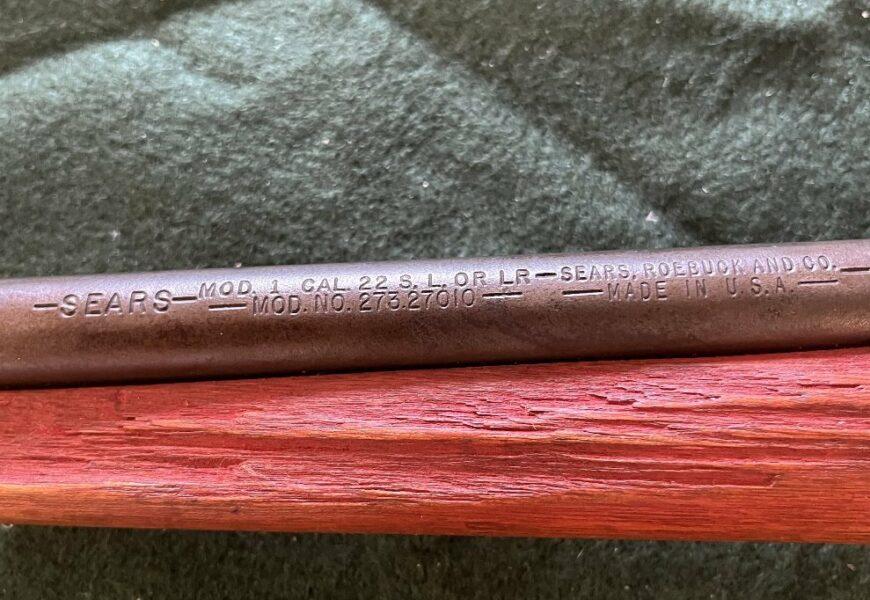 —SEARS— MOD. 1 CAL. 22 S. L. OR LR — SEARS, ROEBUCK AND CO. —
— MOD. NO. 273.27010 — — MADE IN U.S.A. —